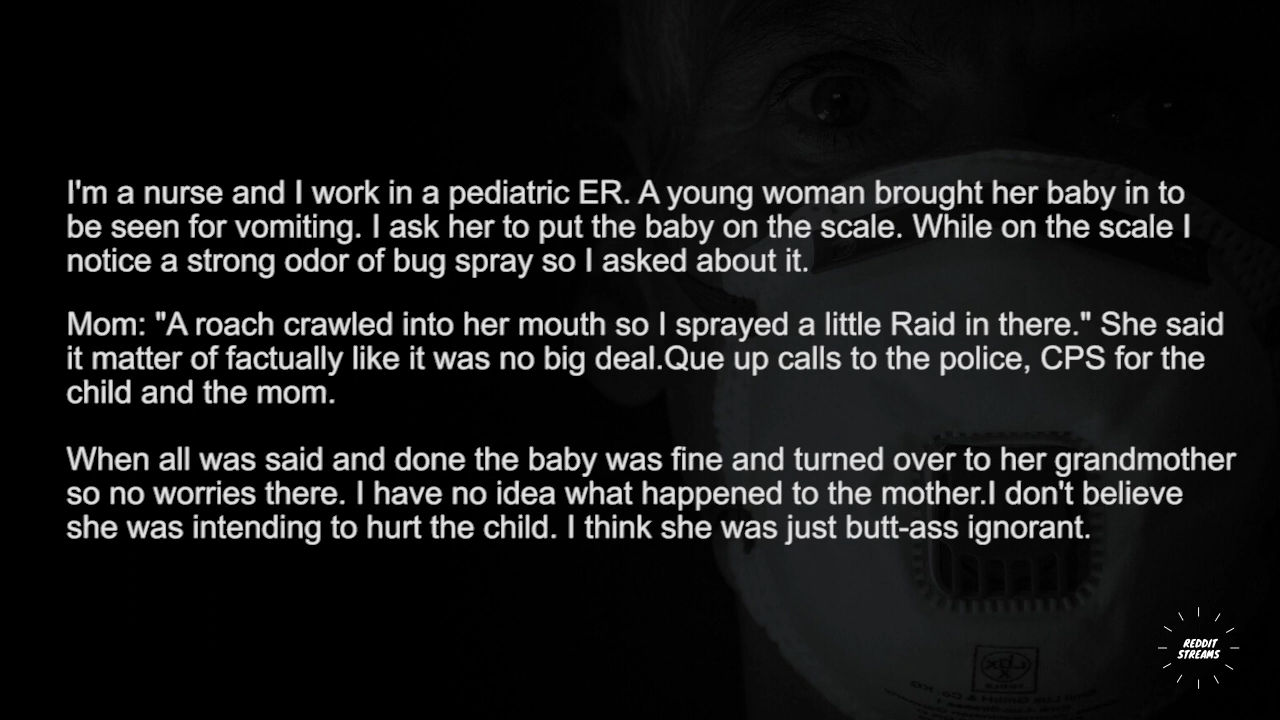 I'm a nurse and I work in a pediatric ER. A young woman brought her baby in to
be seen for vomiting. I ask her to put the baby on the scale. While on the scale I
notice a strong odor of bug spray so I asked about it.
Mom: "A roach crawled into her mouth so I sprayed a little Raid in there." She said
it matter of factually like it was no big deal.Que up calls to the police, CPS for the
child and the mom.
When all was said and done the baby was fine and turned over to her grandmother
so no worries there. I have no idea what happened to the mother.I don't believe
she was intending to hurt the child. I think she was just butt-ass ignorant.
REDDIT
STREAMS